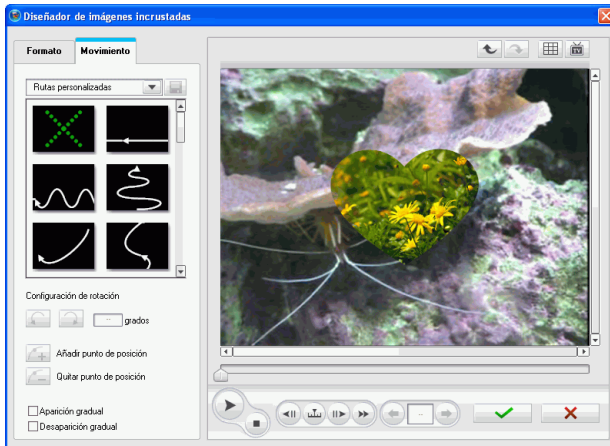 Diseñador de imágenes incrustadas
Formato
Movimiento
Rutas personalizadas
Configuración de rotación
-- grados
Añadir punto de posición
Quitar punto de posición
Aparición gradual
Desaparición gradual
--